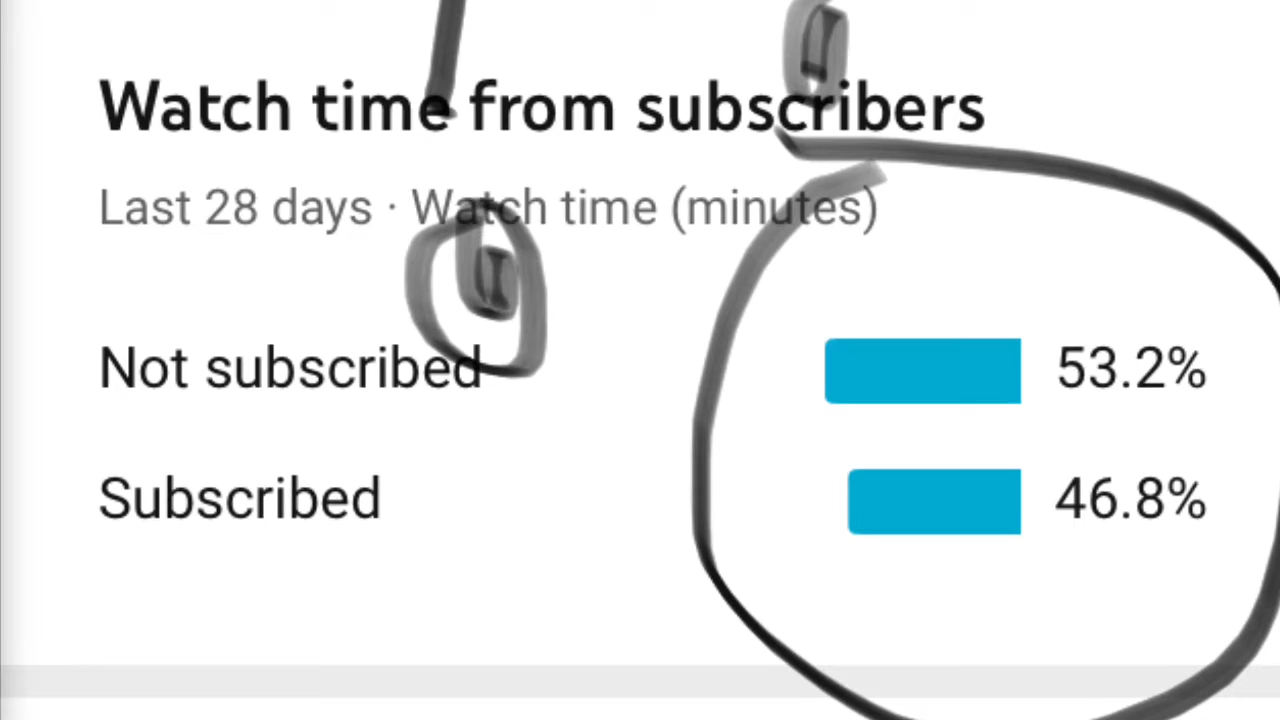 Watch time from subscribers
Last 28 days · Watch time (minutes)
Not subscribed 53.2%
Subscribed 46.8%